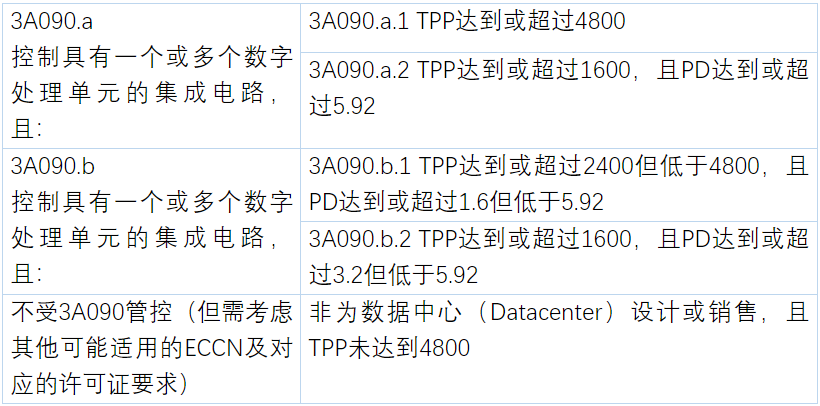 3A090.a
控制具有一个或多个数字
处理单元的集成电路，
且：
3A090.a.1 TPP达到或超过4800
3A090.a.2 TPP达到或超过1600，且PD达到或超
过5.92
3A090.b
控制具有一个或多个数字
处理单元的集成电路，
且：
3A090.b.1 TPP达到或超过2400但低于4800，且
PD达到或超过1.6但低于5.92
3A090.b.2 TPP达到或超过1600，且PD达到或超
过3.2但低于5.92
不受3A090管控（但需考虑
其他可能适用的ECCN及对
应的许可证要求）
非为数据中心（Datacenter）设计或销售，且
TPP未达到4800